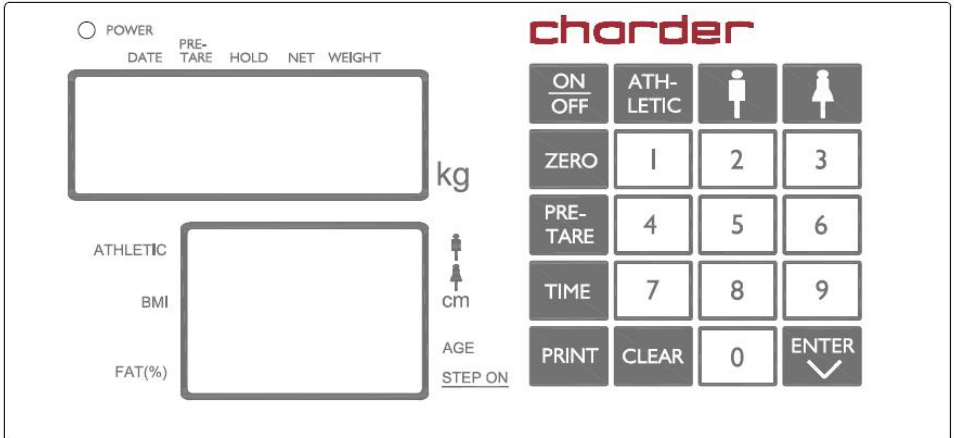 POWER
DATE PRE-TARE HOLD NET WEIGHT
kg
ATHLETIC
BMI
cm
FAT(%)
AGE
STEP ON
charder
ON
OFF
ATH-
LETIC
ZERO 1 2 3
PRE-
TARE
4 5 6
TIME 7 8 9
PRINT CLEAR 0 ENTER